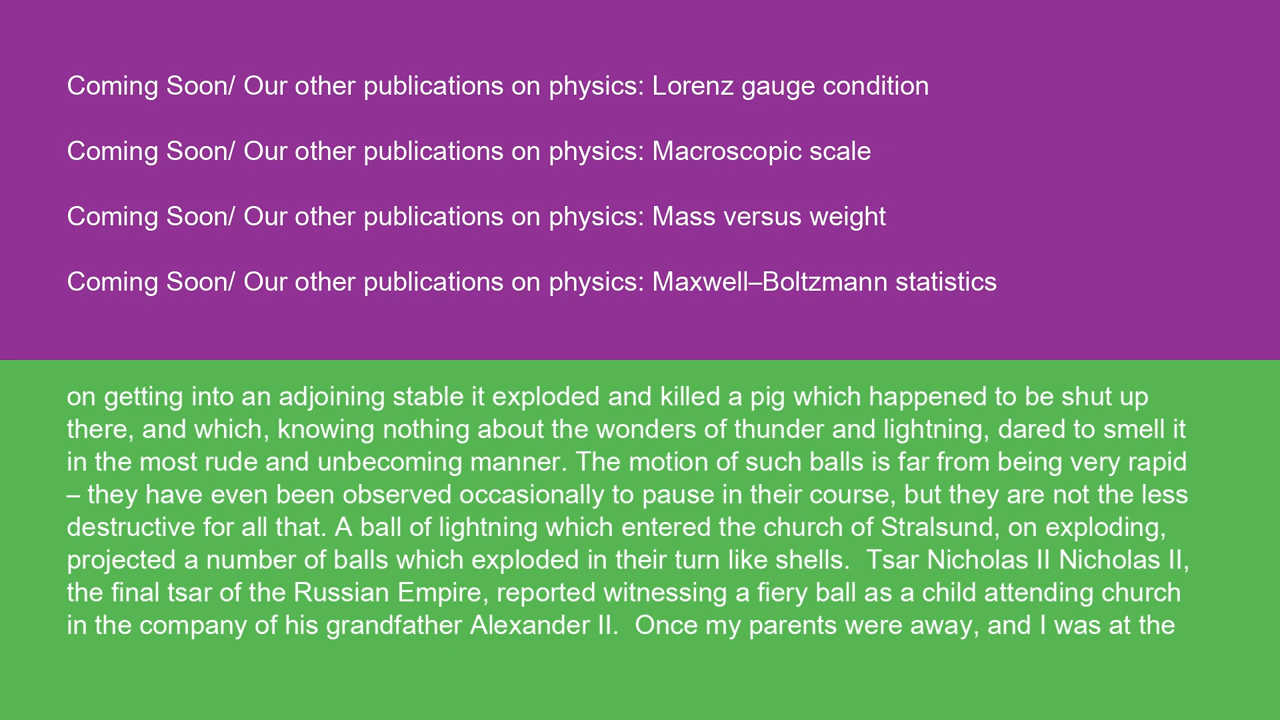 Coming Soon/ Our other publications on physics: Lorenz gauge condition
Coming Soon/ Our other publications on physics: Macroscopic scale
Coming Soon/ Our other publications on physics: Mass versus weight
Coming Soon/ Our other publications on physics: Maxwell–Boltzmann statistics
on getting into an adjoining stable it exploded and killed a pig which happened to be shut up
there, and which, knowing nothing about the wonders of thunder and lightning, dared to smell it
in the most rude and unbecoming manner. The motion of such balls is far from being very rapid
– they have even been observed occasionally to pause in their course, but they are not the less
destructive for all that. A ball of lightning which entered the church of Stralsund, on exploding,
projected a number of balls which exploded in their turn like shells.  Tsar Nicholas II Nicholas II,
the final tsar of the Russian Empire, reported witnessing a fiery ball as a child attending church
in the company of his grandfather Alexander II.  Once my parents were away, and I was at the